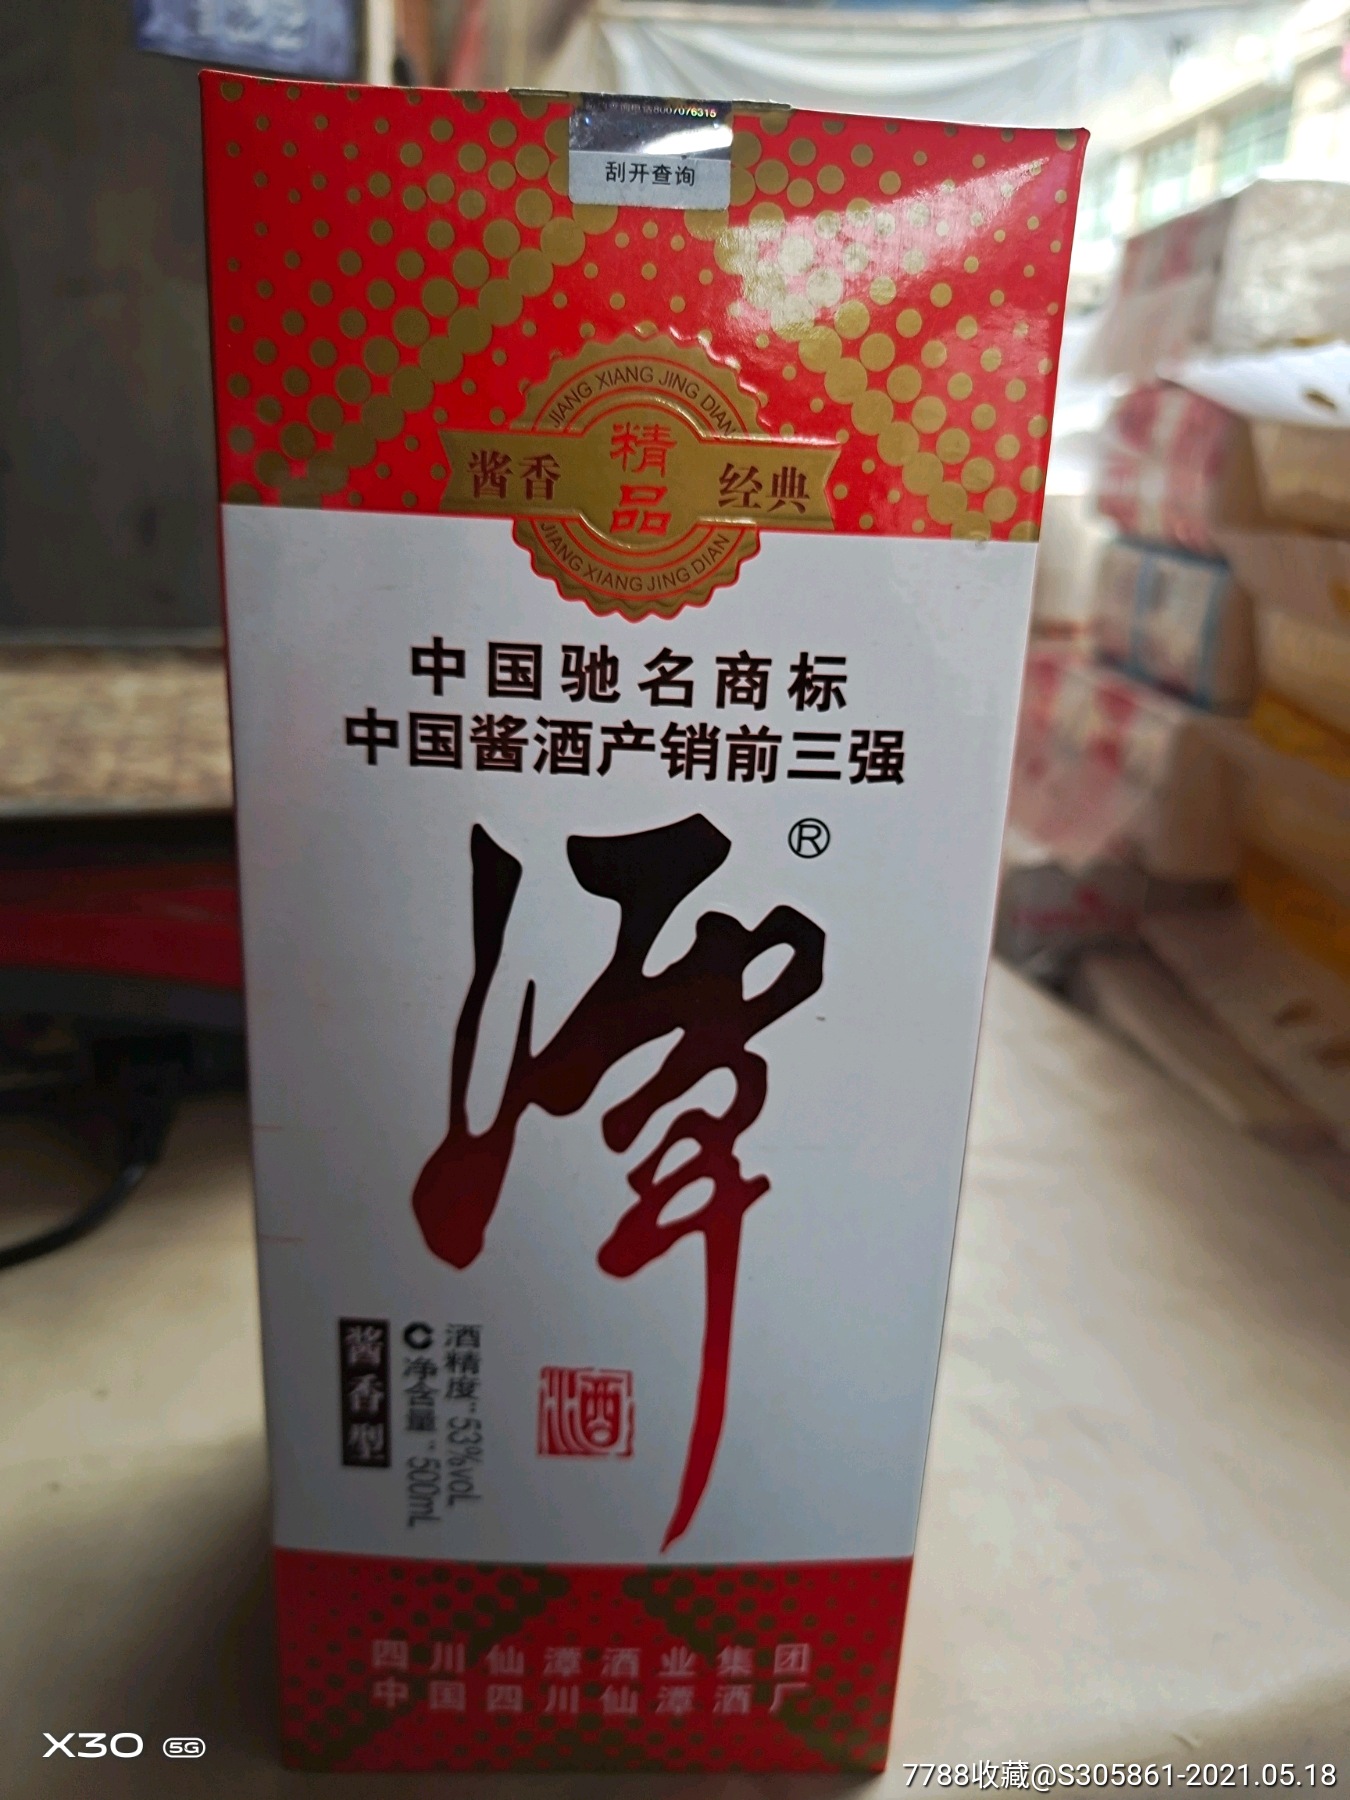 132
8007076315
刮开查询
JIANG XIANG JING DIAN
酱香 精品 经典
JIANG XIANG JING DIAN
中国驰名商标
中国酱酒产销前三强
潭®
酱香型
净含量：500mL
酒精度：53%vol
酒
四川仙潭酒业集团
中国四川仙潭酒厂
X30 5G
7788收藏@S305861-2021.05.18